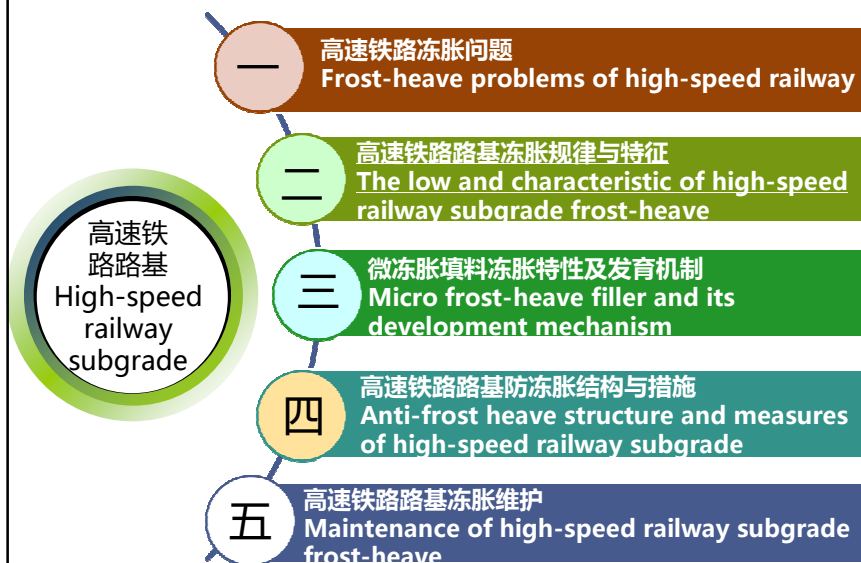 一
高速铁路冻胀问题
Frost-heave problems of high-speed railway
二
高速铁路路基冻胀规律与特征
The low and characteristic of high-speed
railway subgrade frost-heave
高速铁
路路基
High-speed
railway
subgrade
三
微冻胀填料冻胀特性及发育机制
Micro frost-heave filler and its
development mechanism
四
高速铁路路基防冻胀结构与措施
Anti-frost heave structure and measures
of high-speed railway subgrade
五
高速铁路路基冻胀维护
Maintenance of high-speed railway subgrade
frost-heave